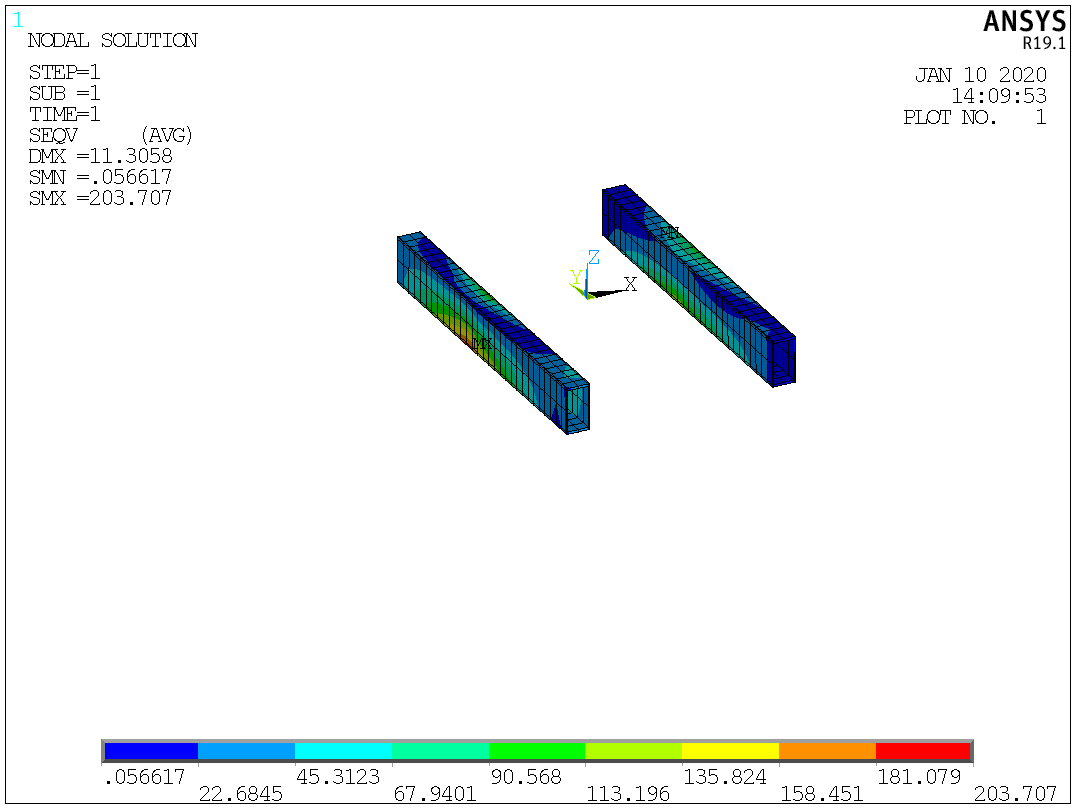 1
ANSYS
R19.1
NODAL SOLUTION
STEP=1
SUB =1
TIME=1
SEQV (AVG)
DMX =11.3058
SMN =.056617
SMX =203.707
JAN 10 2020
14:09:53
PLOT NO. 1
MN
Z
Y
X
MX
.056617
22.6845
45.3123
67.9401
90.568
113.196
135.824
158.451
181.079
203.707